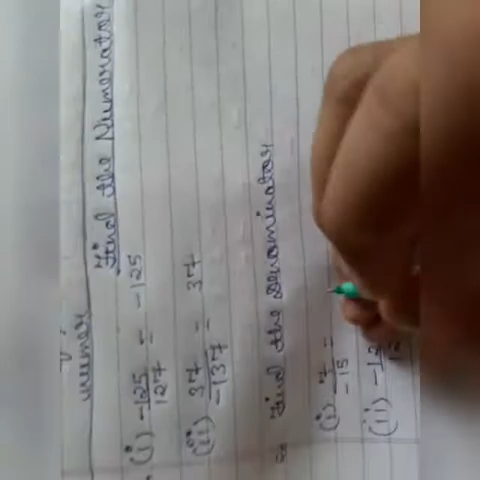 Find the Numerator
(i) -125/127 = -125
(ii) 37/-137 = 37
Find the Denominator
(i) 7/-15 =
(ii) -12